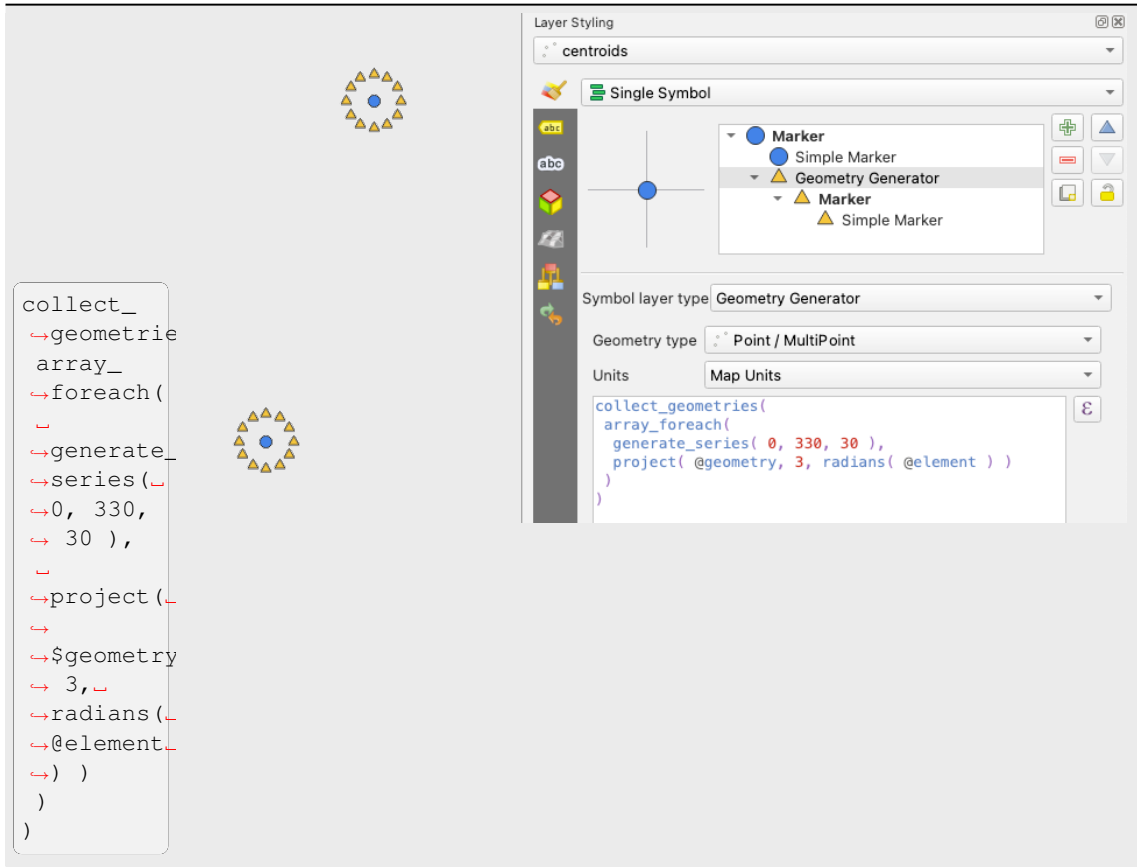 Layer Styling
centroids
Single Symbol
abc
abc
Marker
Simple Marker
Geometry Generator
Marker
Simple Marker
Symbol layer type Geometry Generator
Geometry type Point / MultiPoint
Units Map Units
collect_geometries(
array_foreach(
generate_series( 0, 330, 30 ),
project( @geometry, 3, radians( @element ) )
)
)
ε
collect_
↪geometrie
array_
↪foreach(
␣
↪generate_
↪series(␣
↪0, 330,
↪ 30 ),
␣
↪project(␣
↪
↪$geometry
↪ 3,␣
↪radians(␣
↪@element␣
↪) )
)
)